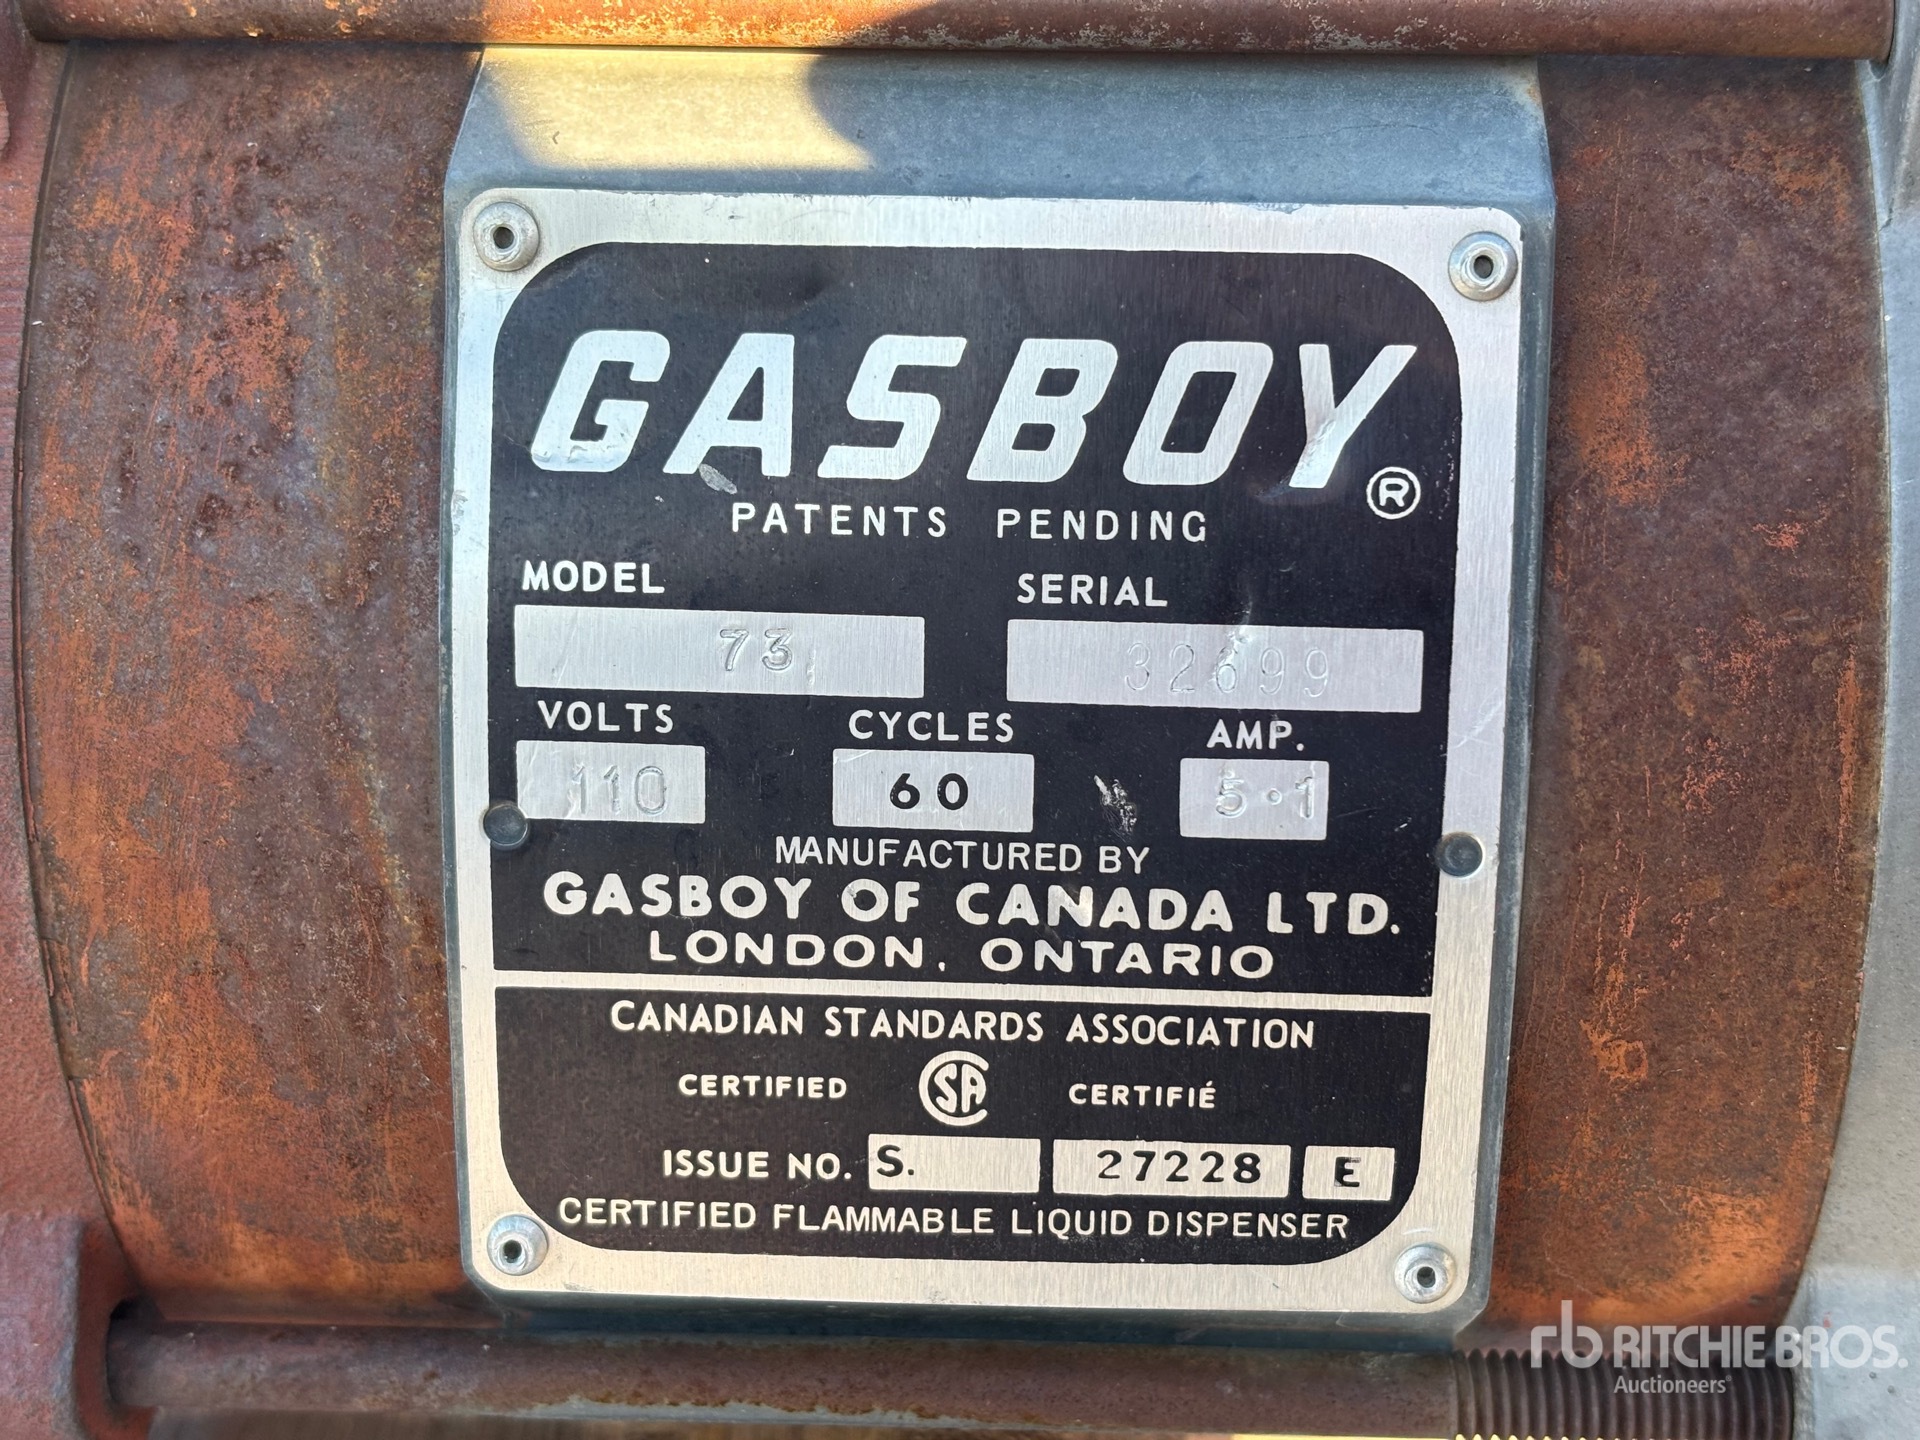 GASBOY ®
PATENTS PENDING
MODEL SERIAL
73 32699
VOLTS CYCLES AMP.
110 60 5·1
MANUFACTURED BY
GASBOY OF CANADA LTD.
LONDON, ONTARIO
CANADIAN STANDARDS ASSOCIATION
CERTIFIED CSA CERTIFIÉ
ISSUE NO. S. 27228 E
CERTIFIED FLAMMABLE LIQUID DISPENSER
rb RITCHIE BROS.
Auctioneers